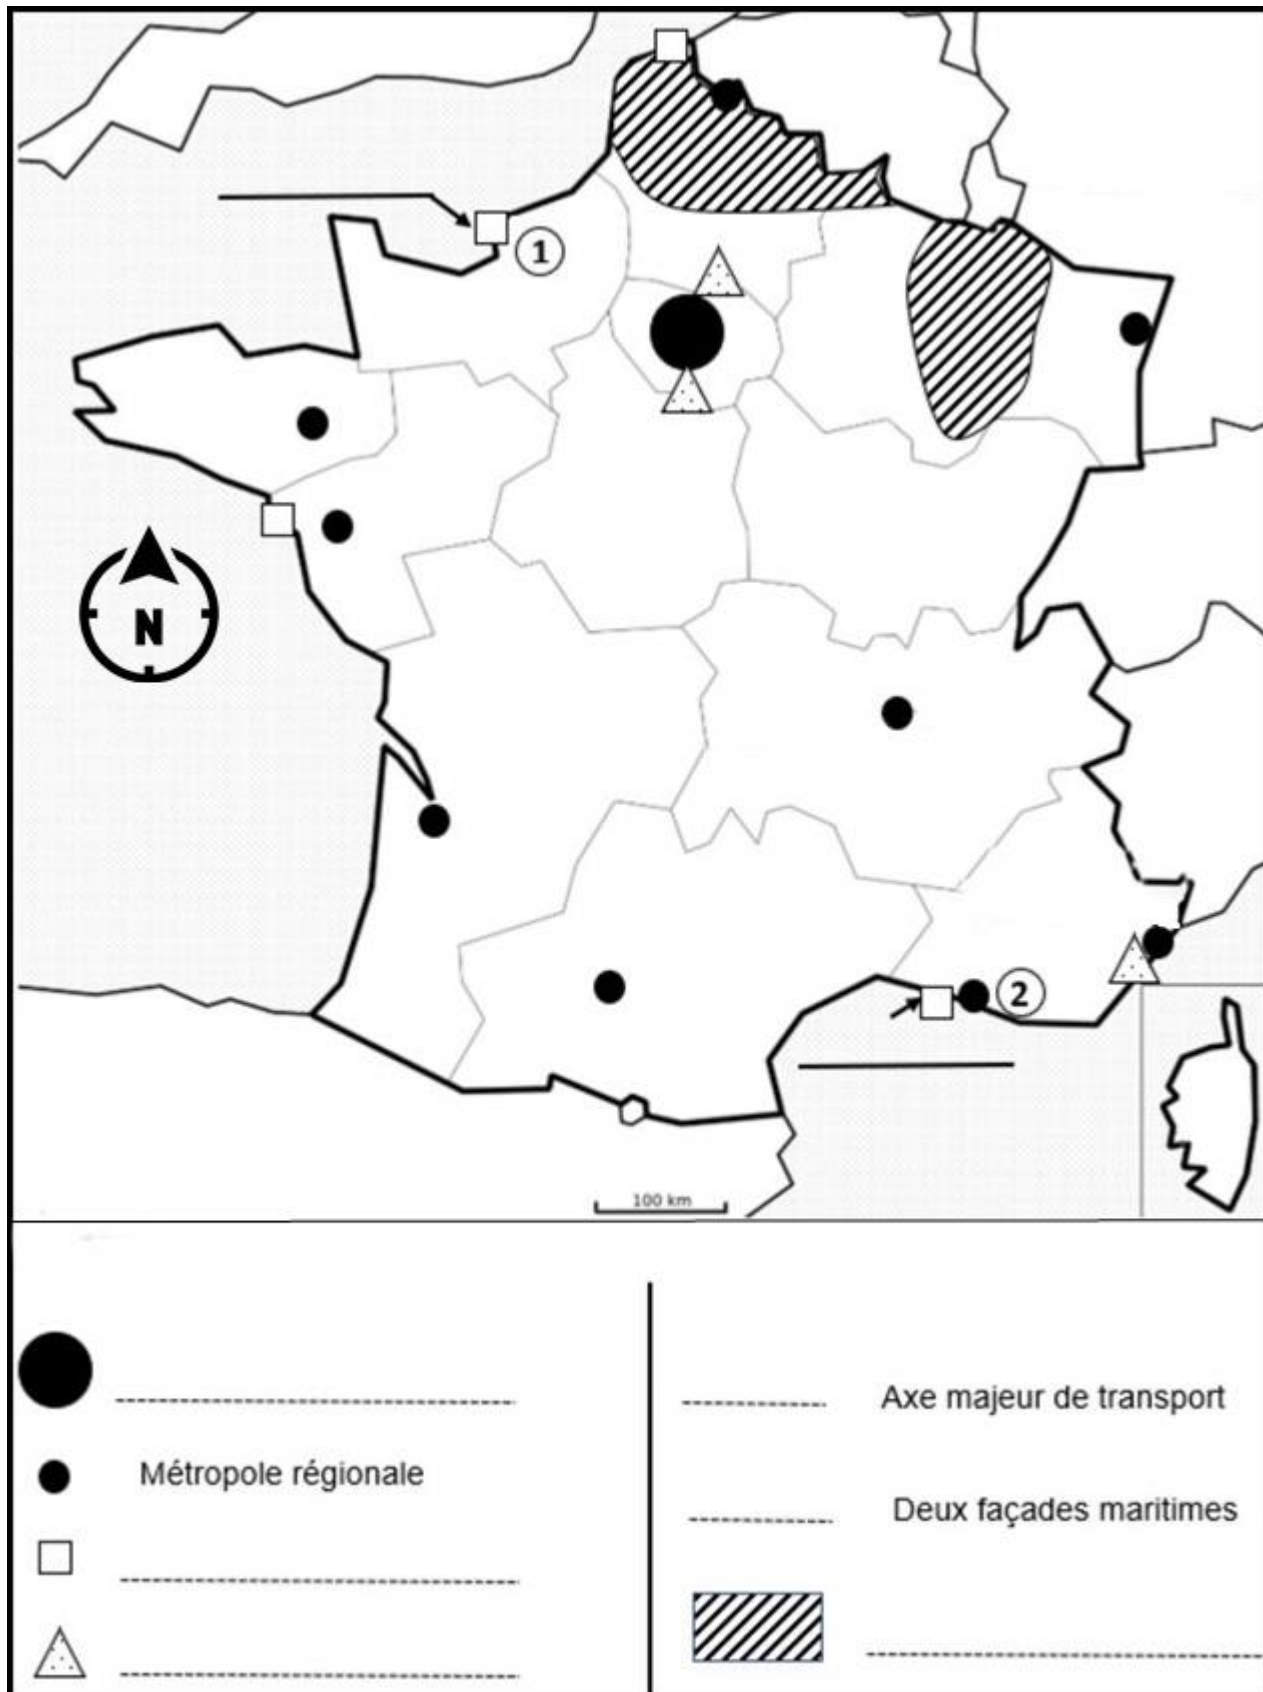 1
N
2
100 km
Axe majeur de transport
Métropole régionale
Deux façades maritimes